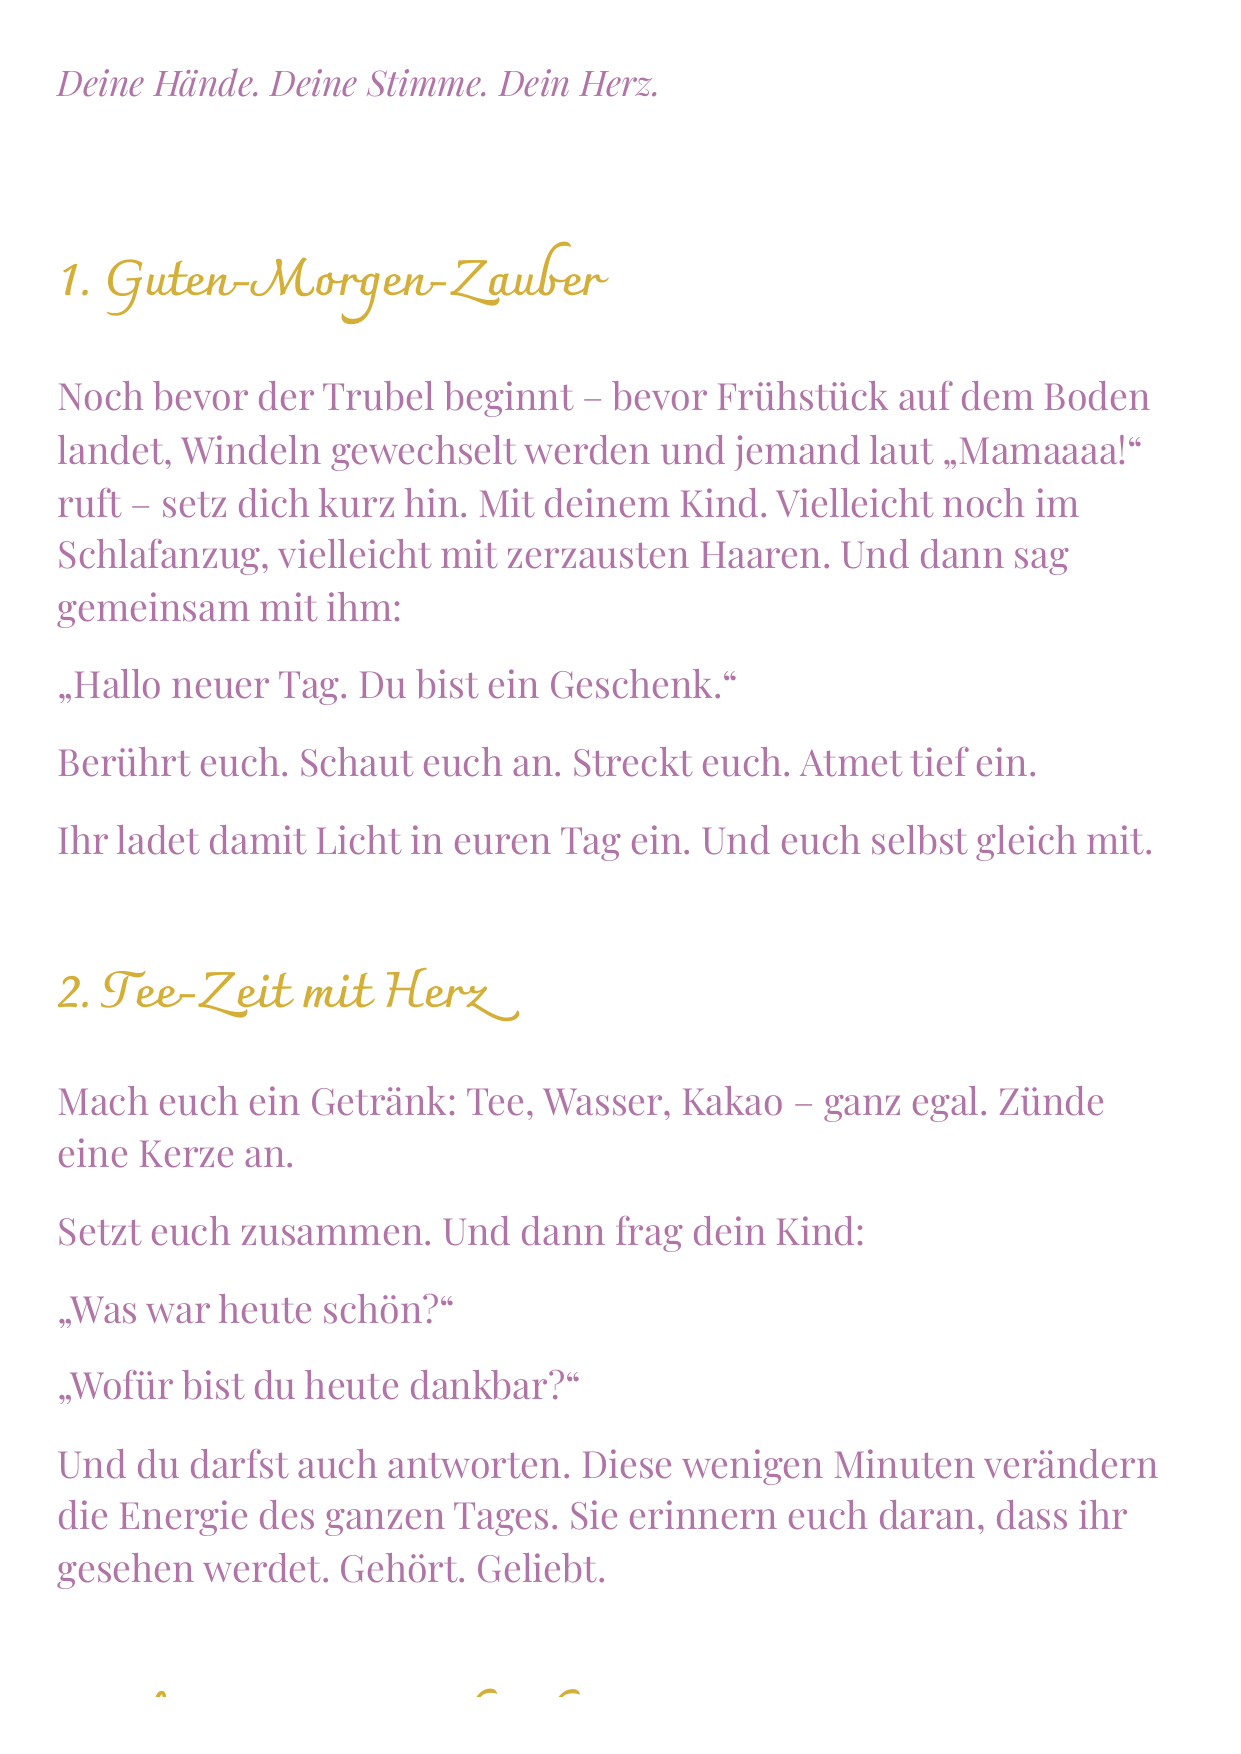 Deine Hände. Deine Stimme. Dein Herz.
1. Guten-Morgen-Zauber
Noch bevor der Trubel beginnt – bevor Frühstück auf dem Boden
landet, Windeln gewechselt werden und jemand laut „Mamaaaa!“
ruft – setz dich kurz hin. Mit deinem Kind. Vielleicht noch im
Schlafanzug, vielleicht mit zerzausten Haaren. Und dann sag
gemeinsam mit ihm:
„Hallo neuer Tag. Du bist ein Geschenk.“
Berührt euch. Schaut euch an. Streckt euch. Atmet tief ein.
Ihr ladet damit Licht in euren Tag ein. Und euch selbst gleich mit.
2. Tee-Zeit mit Herz
Mach euch ein Getränk: Tee, Wasser, Kakao – ganz egal. Zünde
eine Kerze an.
Setzt euch zusammen. Und dann frag dein Kind:
„Was war heute schön?“
„Wofür bist du heute dankbar?“
Und du darfst auch antworten. Diese wenigen Minuten verändern
die Energie des ganzen Tages. Sie erinnern euch daran, dass ihr
gesehen werdet. Gehört. Geliebt.